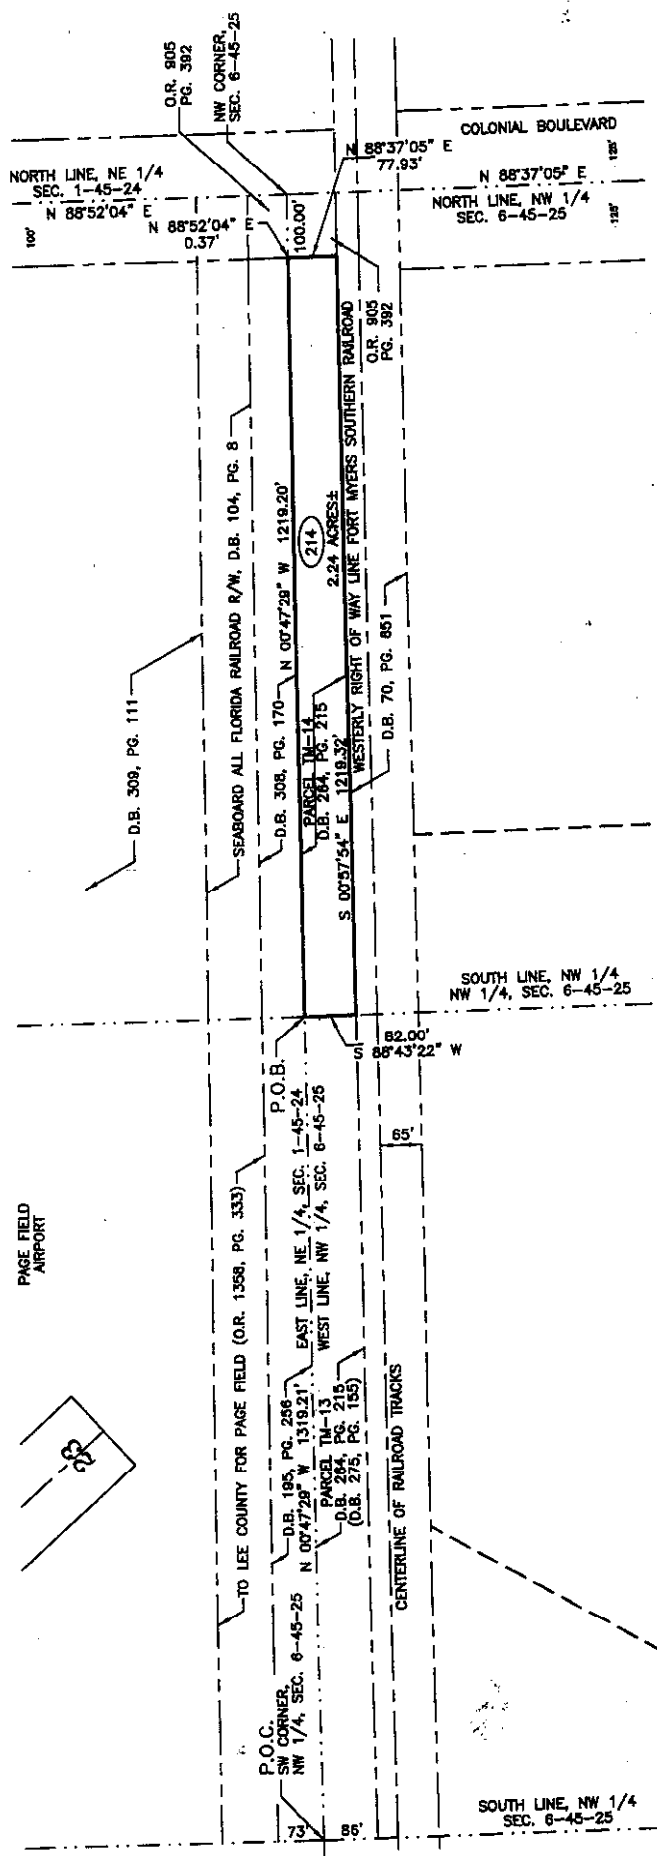 O.R. 905
PG. 392
NW CORNER,
SEC. 6-45-25
COLONIAL BOULEVARD
N 88°37'05" E
77.93'
NORTH LINE, NE 1/4
SEC. 1-45-24
N 88°37'05" E
125'
N 88°52'04" E
NORTH LINE, NW 1/4
SEC. 6-45-25
N 88°52'04" E
0.37'
100'
100.00'
125'
O.R. 905
PG. 392
SEABOARD ALL FLORIDA RAILROAD R/W, D.B. 104, PG. 8
N 00°47'29" W 1219.20'
214
2.24 ACRES±
WESTERLY RIGHT OF WAY LINE FORT MYERS SOUTHERN RAILROAD
D.B. 309, PG. 111
D.B. 308, PG. 170
PARCEL TM-14
D.B. 264, PG. 215
S 00°57'54" E 1219.32'
D.B. 70, PG. 851
SOUTH LINE, NW 1/4
NW 1/4, SEC. 6-45-25
82.00'
S 88°43'22" W
P.O.B.
65'
PAGE FIELD
AIRPORT
TO LEE COUNTY FOR PAGE FIELD (O.R. 1358, PG. 333)
EAST LINE, NE 1/4, SEC. 1-45-24
WEST LINE, NW 1/4, SEC. 6-45-25
D.B. 195, PG. 256
N 00°47'29" W 1319.21'
PARCEL TM-13
D.B. 264, PG. 215
(D.B. 275, PG. 155)
CENTERLINE OF RAILROAD TRACKS
23
P.O.C.
SW CORNER,
NW 1/4, SEC. 6-45-25
73'
86'
SOUTH LINE, NW 1/4
SEC. 6-45-25